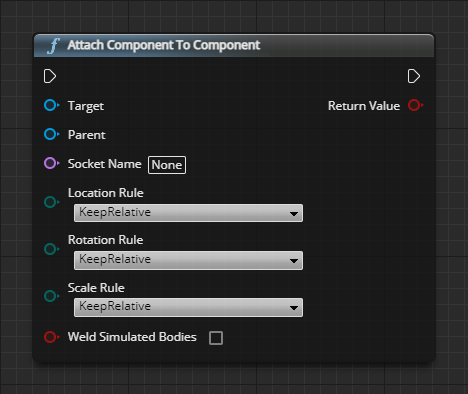 f Attach Component To Component
Target
Return Value
Parent
Socket Name None
Location Rule
KeepRelative
Rotation Rule
KeepRelative
Scale Rule
KeepRelative
Weld Simulated Bodies